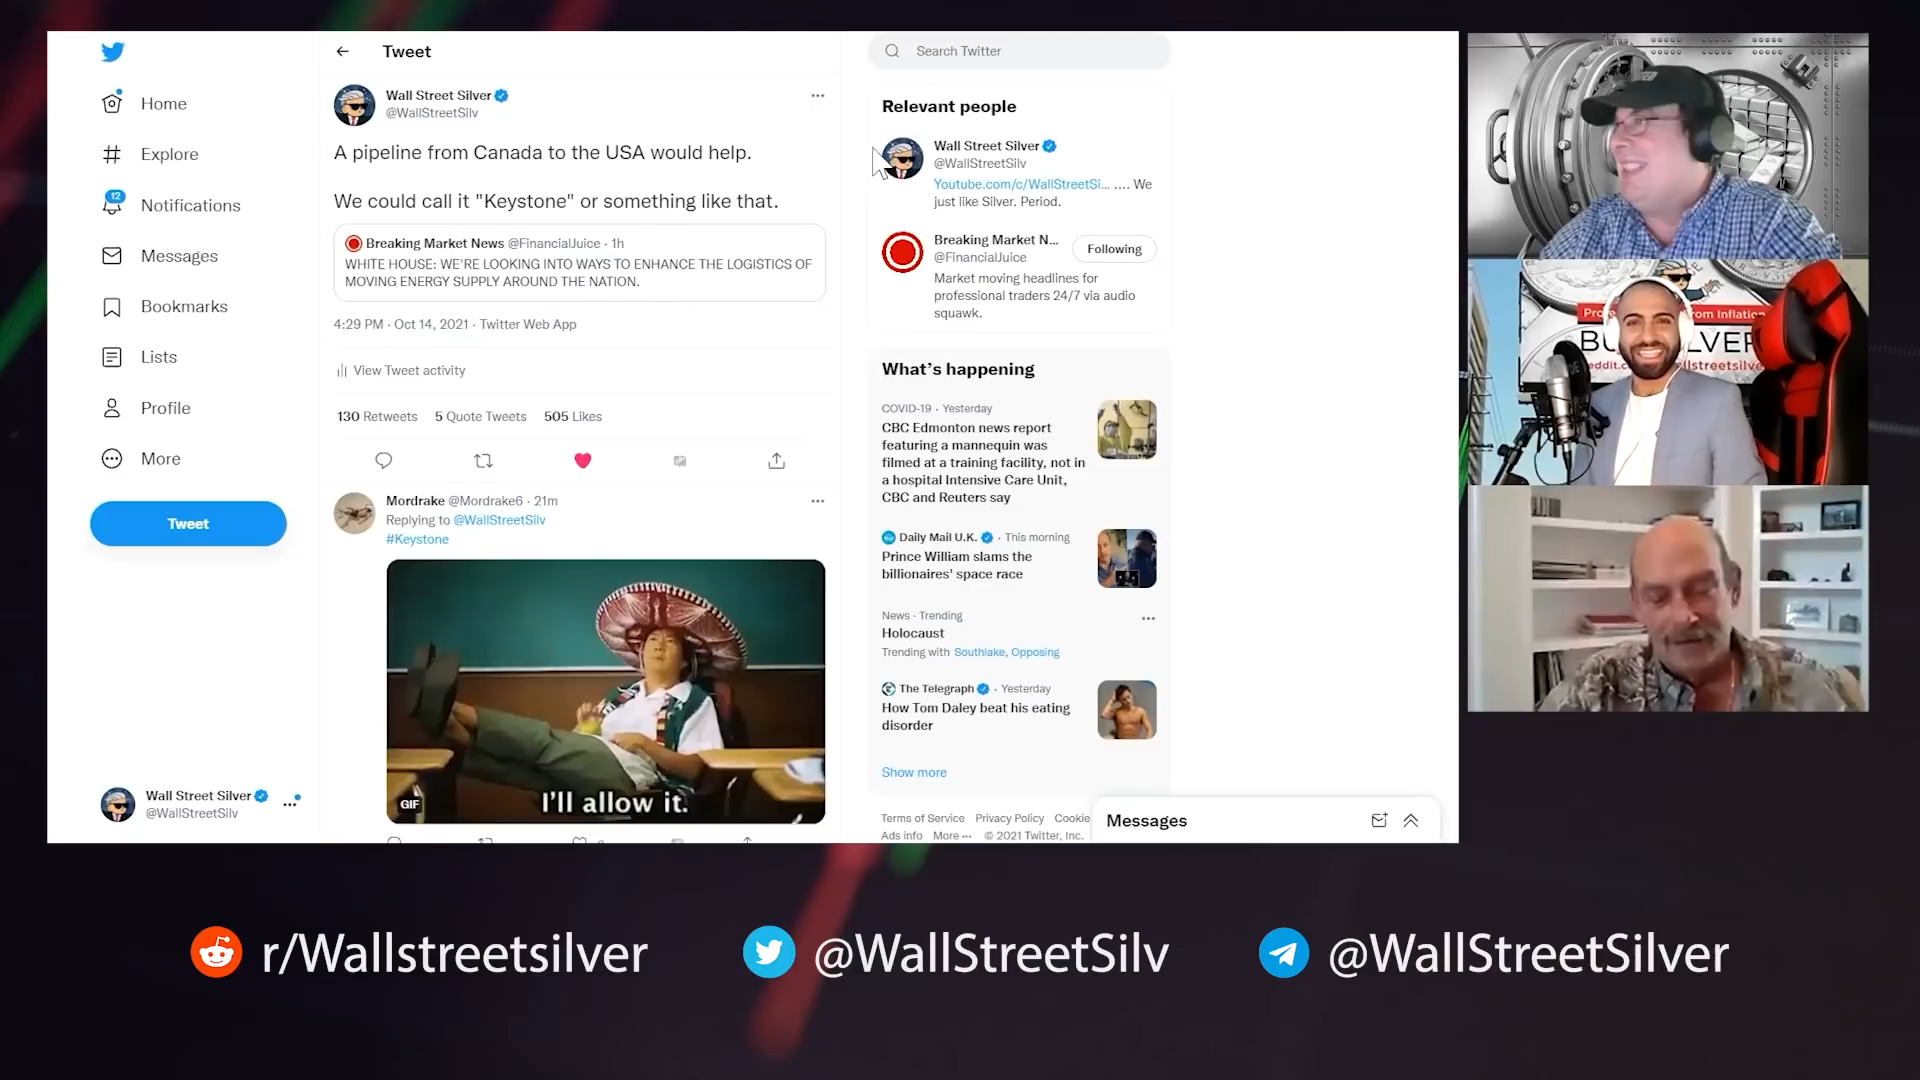 Home
Explore
12
Notifications
Messages
Bookmarks
Lists
Profile
More
Tweet
Wall Street Silver
@WallStreetSilv
Tweet
Wall Street Silver
@WallStreetSilv
A pipeline from Canada to the USA would help.
We could call it "Keystone" or something like that.
Breaking Market News @FinancialJuice · 1h
WHITE HOUSE: WE'RE LOOKING INTO WAYS TO ENHANCE THE LOGISTICS OF
MOVING ENERGY SUPPLY AROUND THE NATION.
4:29 PM · Oct 14, 2021 · Twitter Web App
View Tweet activity
130 Retweets 5 Quote Tweets 505 Likes
Mordrake @Mordrake6 · 21m
Replying to @WallStreetSilv
#Keystone
I'll allow it.
GIF
Search Twitter
Relevant people
Wall Street Silver
@WallStreetSilv
Youtube.com/c/WallStreetSi... .... We
just like Silver. Period.
Breaking Market N...
@FinancialJuice
Following
Market moving headlines for
professional traders 24/7 via audio
squawk.
What's happening
COVID-19 · Yesterday
CBC Edmonton news report
featuring a mannequin was
filmed at a training facility, not in
a hospital Intensive Care Unit,
CBC and Reuters say
Daily Mail U.K. · This morning
Prince William slams the
billionaires' space race
News · Trending
Holocaust
Trending with Southlake, Opposing
The Telegraph · Yesterday
How Tom Daley beat his eating
disorder
Show more
Terms of Service Privacy Policy Cookie
Ads info More ··· © 2021 Twitter, Inc.
Messages
from Inflation
r/Wallstreetsilver
@WallStreetSilv
@WallStreetSilver